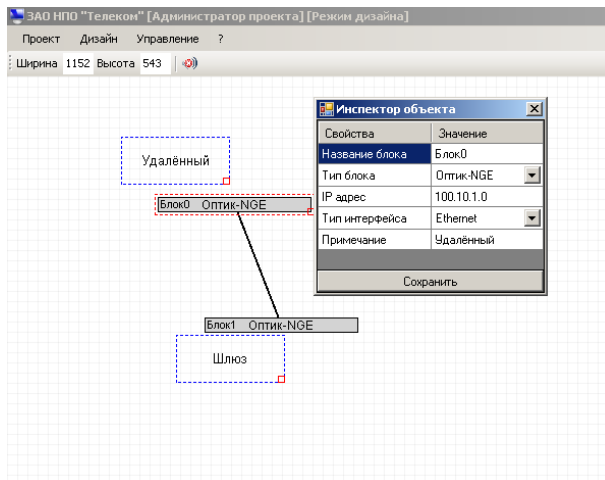 ЗАО НПО "Телеком" [Администратор проекта] [Режим дизайна]
Проект Дизайн Управление ?
Ширина 1152 Высота 543
Инспектор объекта
Свойства Значение
Название блока Блок0
Тип блока Оптик-NGE
IP адрес 100.10.1.0
Тип интерфейса Ethernet
Примечание Удалённый
Сохранить
Удалённый
Блок0 Оптик-NGE
Блок1 Оптик-NGE
Шлюз